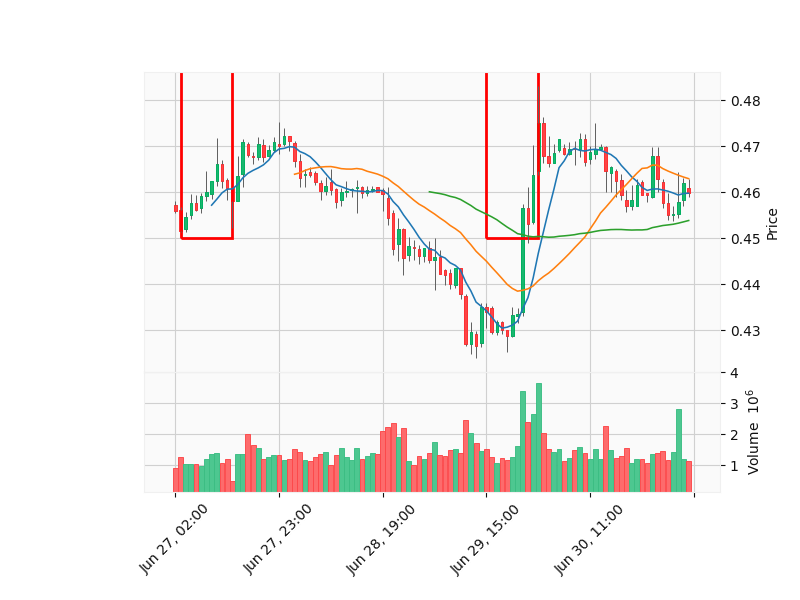 0.48
0.47
0.46
0.45
0.44
0.43
Price
4
3
2
1
Volume 10^6
Jun 27, 02:00
Jun 27, 23:00
Jun 28, 19:00
Jun 29, 15:00
Jun 30, 11:00